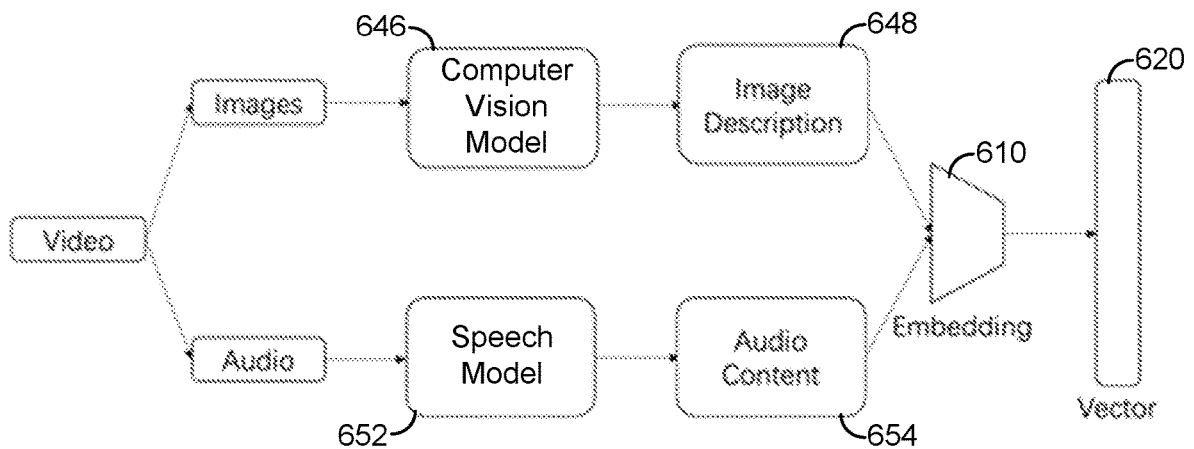 646
648
620
Images
Computer
Vision
Model
Image
Description
610
Video
Embedding
Audio
Speech
Model
Audio
Content
Vector
652
654